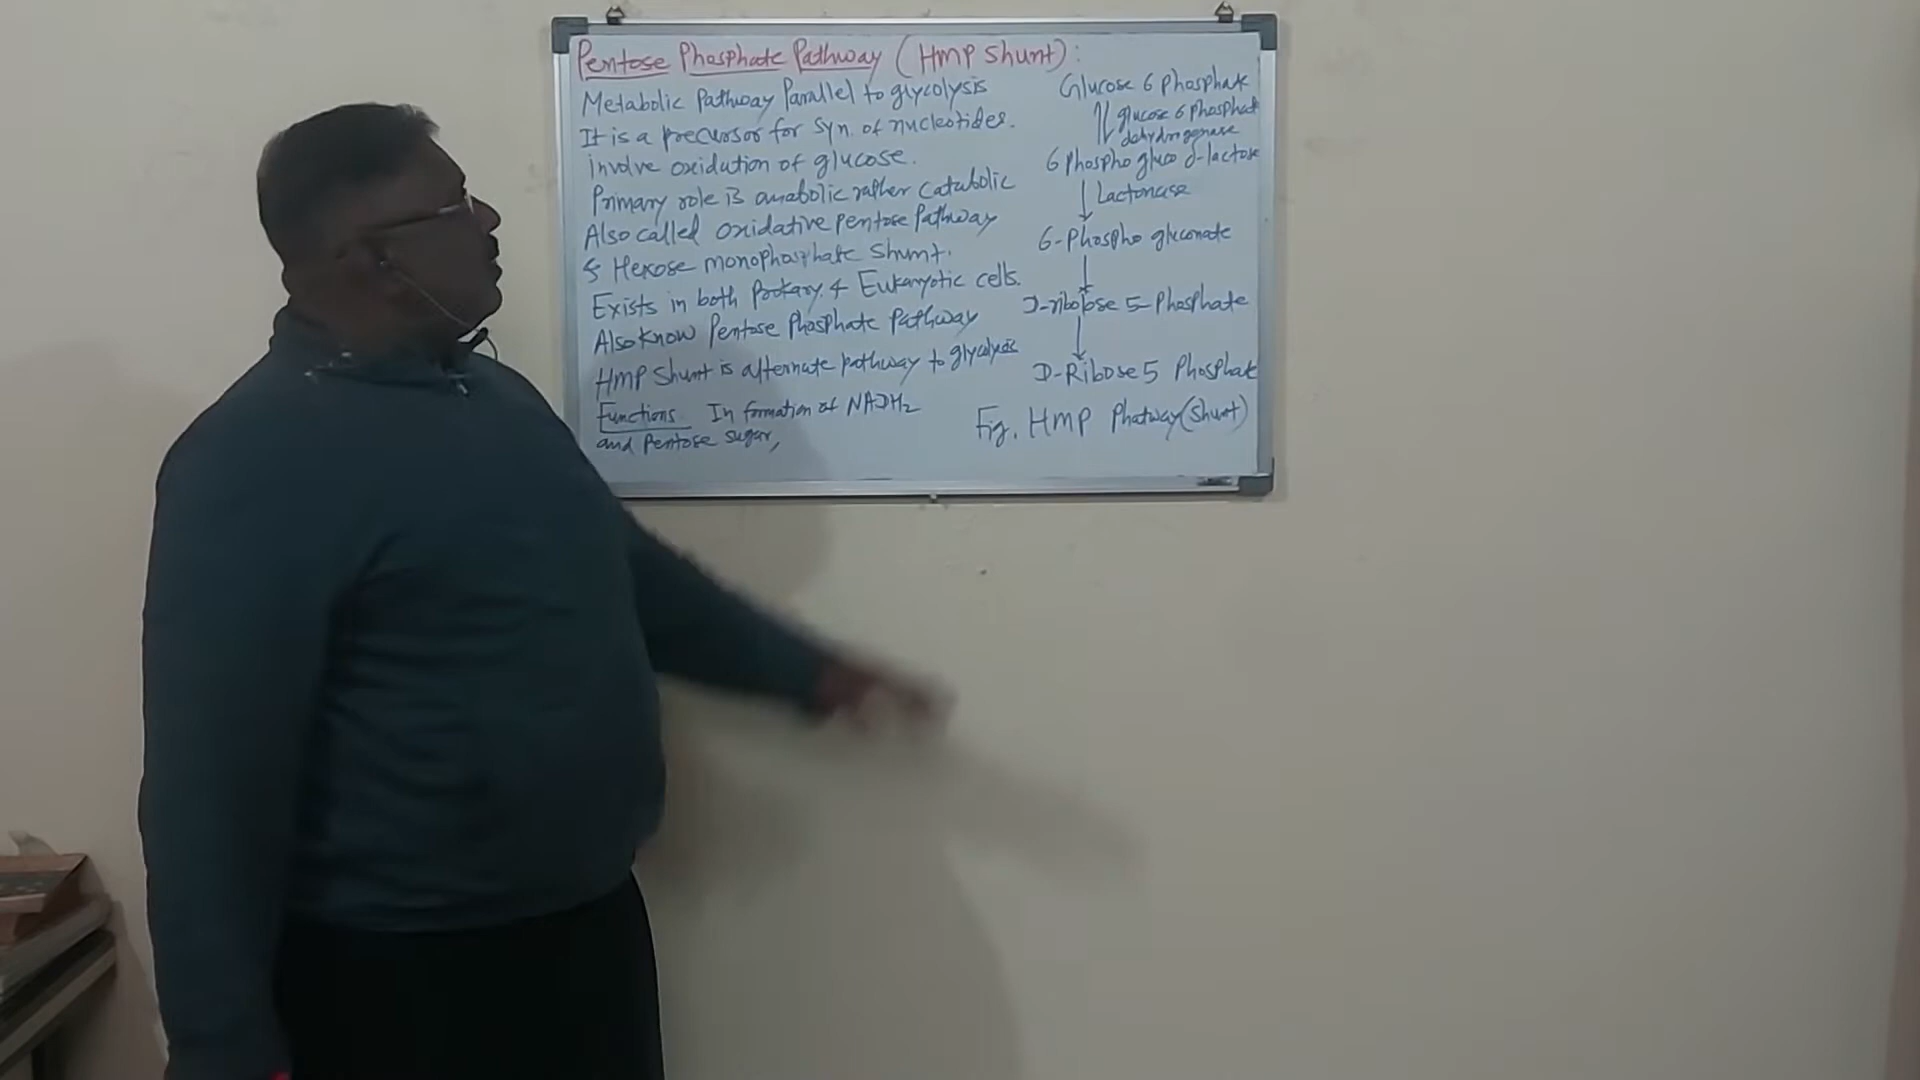 Pentose Phosphate Pathway (HMP Shunt):
Metabolic Pathway Parallel to glycolysis
It is a precursor for syn. of nucleotides.
involve oxidution of glucose.
Primary role is anabolic rather Catabolic
Also called Oxidative pentose Pathway
& Hexose monophosphate Shunt.
Exists in both Prokary. & Eukaryotic cells.
Also Know Pentose Phosphate Pathway
HMP Shunt is alternate pathway to glycolysis
Functions In formation of NADH2
and Pentose sugar,
Glucose 6 Phosphate
glucose 6 Phosphate
dehydrogenase
6 Phospho gluco d-lactose
Lactonase
6-Phospho gluconate
5-Phosphate
D-Ribose 5 Phosphate
Fig. HMP Phatway (Shunt)